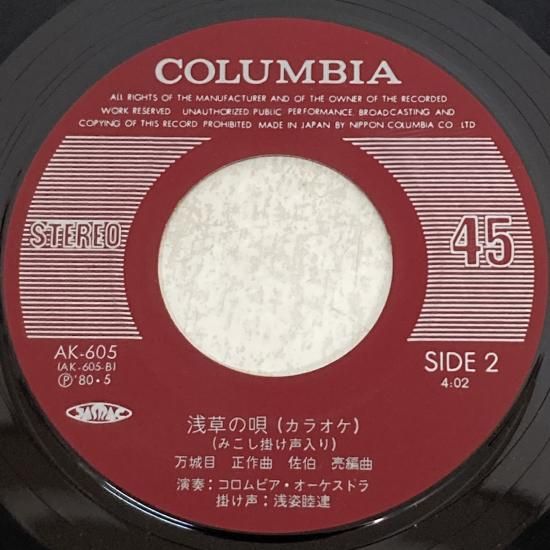 COLUMBIA
ALL RIGHTS OF THE MANUFACTURER AND OF THE OWNER OF THE RECORDED
WORK RESERVED UNAUTHORIZED PUBLIC PERFORMANCE. BROADCASTING AND
COPYING OF THIS RECORD PROHIBITED MADE IN JAPAN BY NIPPON COLUMBIA CO LTD
STEREO
45
AK-605
(AK-605-B)
Ⓟ'80・5
SIDE 2
4:02
JASRAC
浅草の唄 (カラオケ)
(みこし掛け声入り)
万城目 正作曲 佐伯 亮編曲
演奏：コロムビア・オーケストラ
掛け声：浅姿睦連